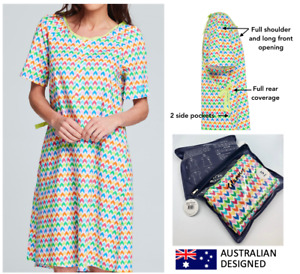 Full shoulder
and long front
opening
Full rear
coverage
2 side pockets
AUSTRALIAN
DESIGNED